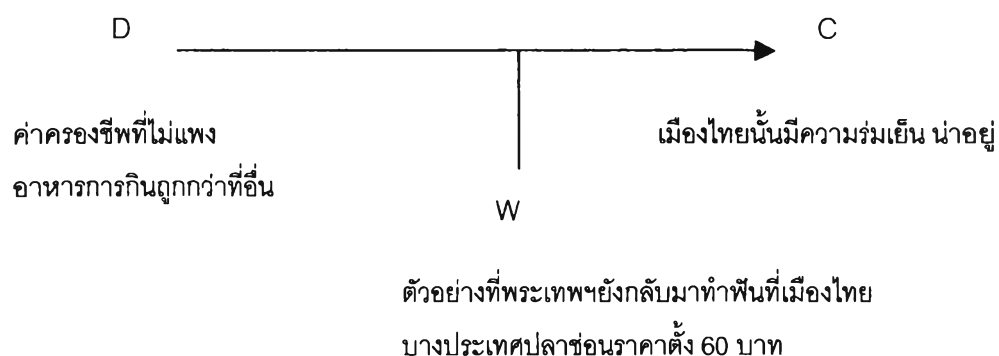 D
C
ค่าครองชีพที่ไม่แพง
เมืองไทยนั้นมีความร่มเย็น น่าอยู่
อาหารการกินถูกกว่าที่อื่น
W
ตัวอย่างที่พระเทพฯยังกลับมาทำฟันที่เมืองไทย
บางประเทศปลาช่อนราคาตั้ง 60 บาท